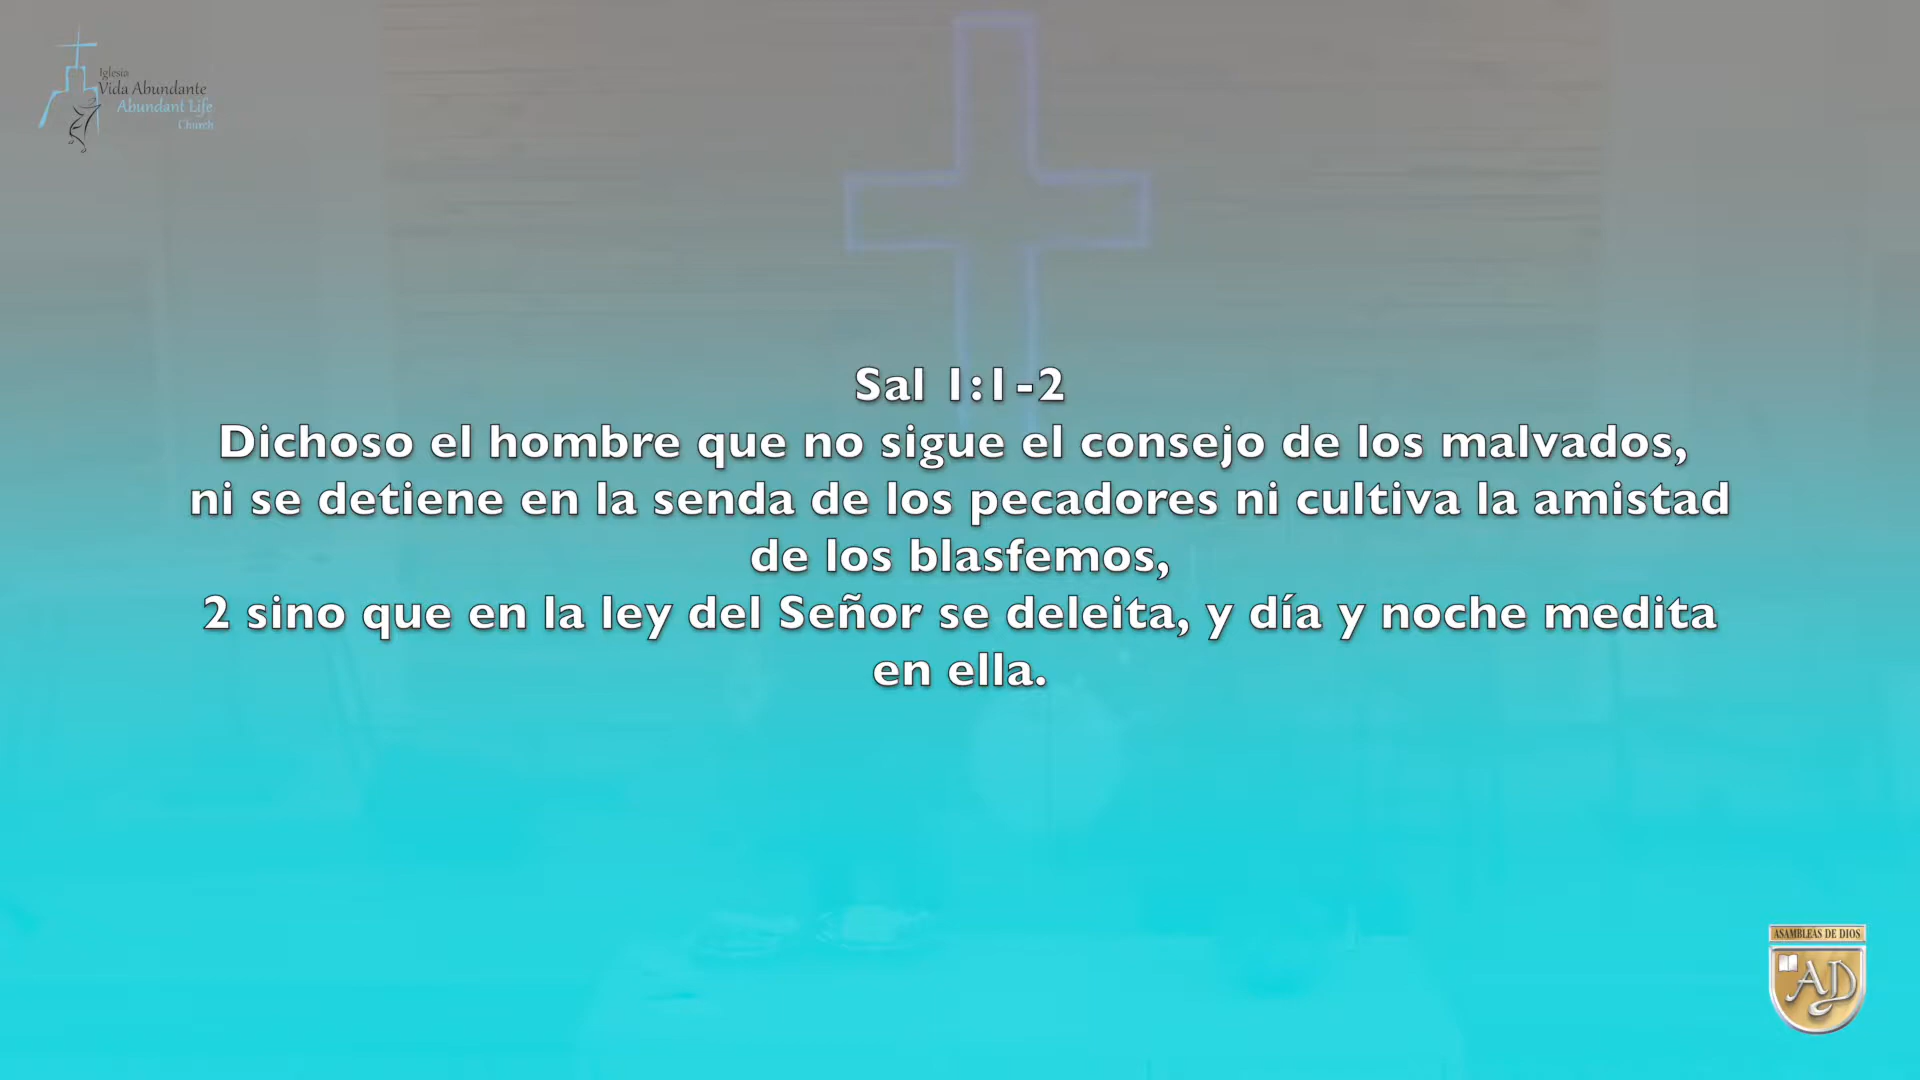 Iglesia
Vida Abundante
Abundant Life
Church
Sal 1:1-2
Dichoso el hombre que no sigue el consejo de los malvados,
ni se detiene en la senda de los pecadores ni cultiva la amistad
de los blasfemos,
2 sino que en la ley del Señor se deleita, y día y noche medita
en ella.
ASAMBLEAS DE DIOS
AD